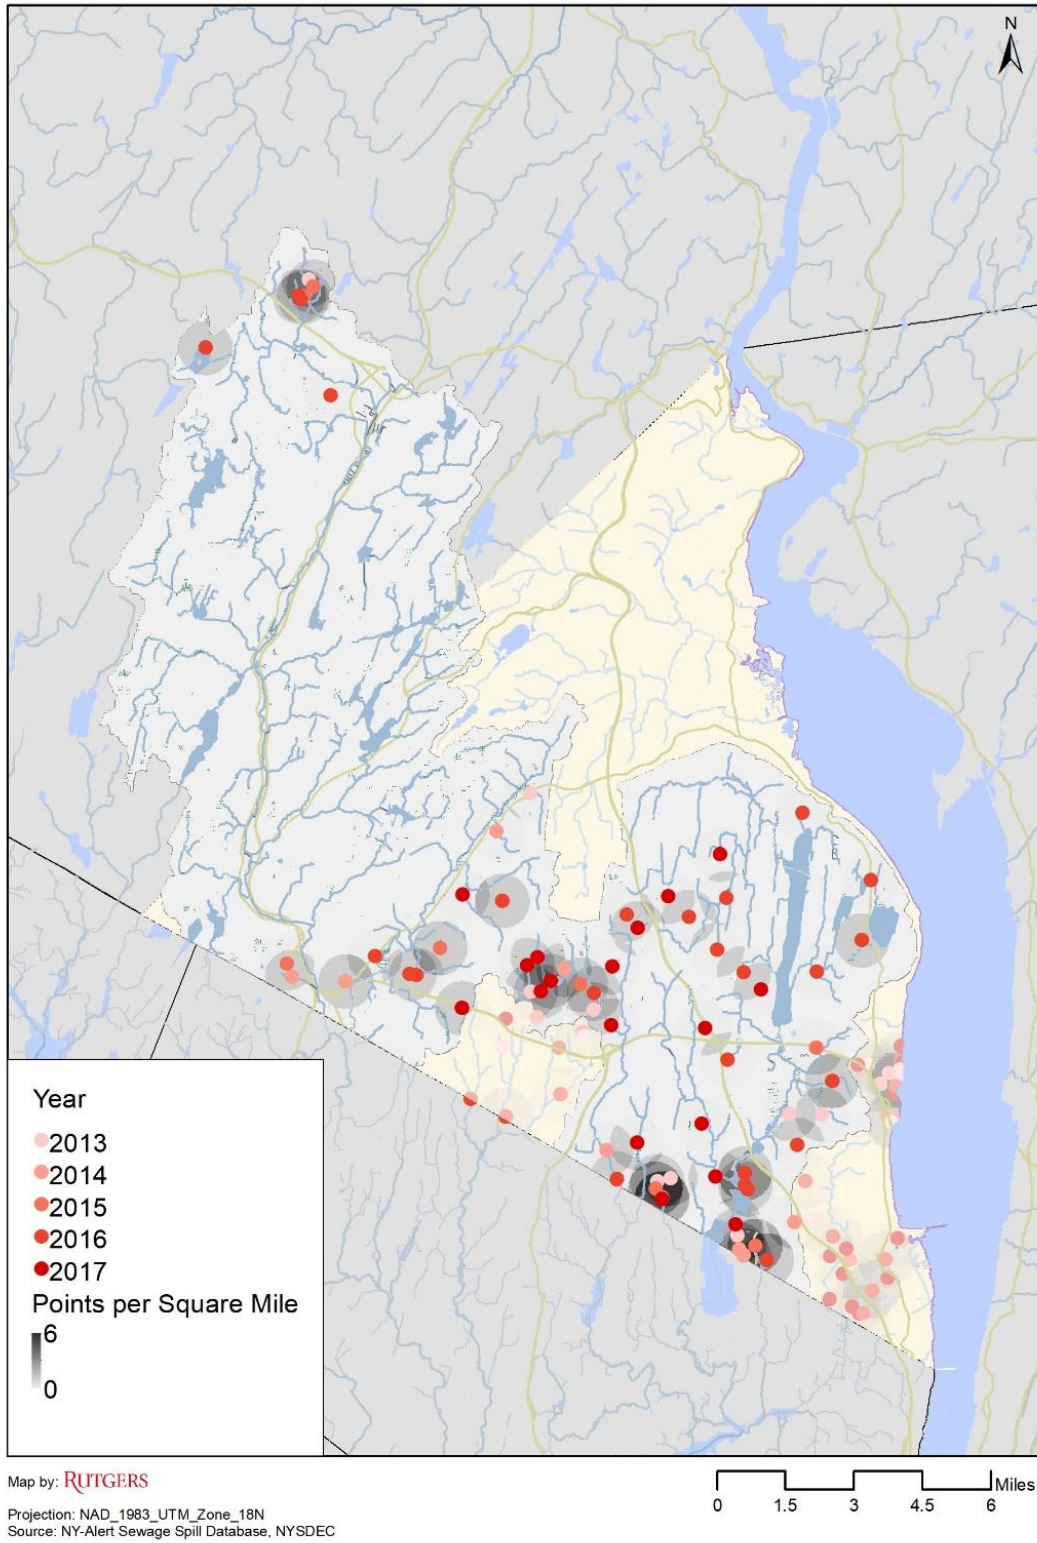 N
Year
2013
2014
2015
2016
2017
Points per Square Mile
6
0
Map by: RUTGERS
Projection: NAD_1983_UTM_Zone_18N
Source: NY-Alert Sewage Spill Database, NYSDEC
Miles
0 1.5 3 4.5 6